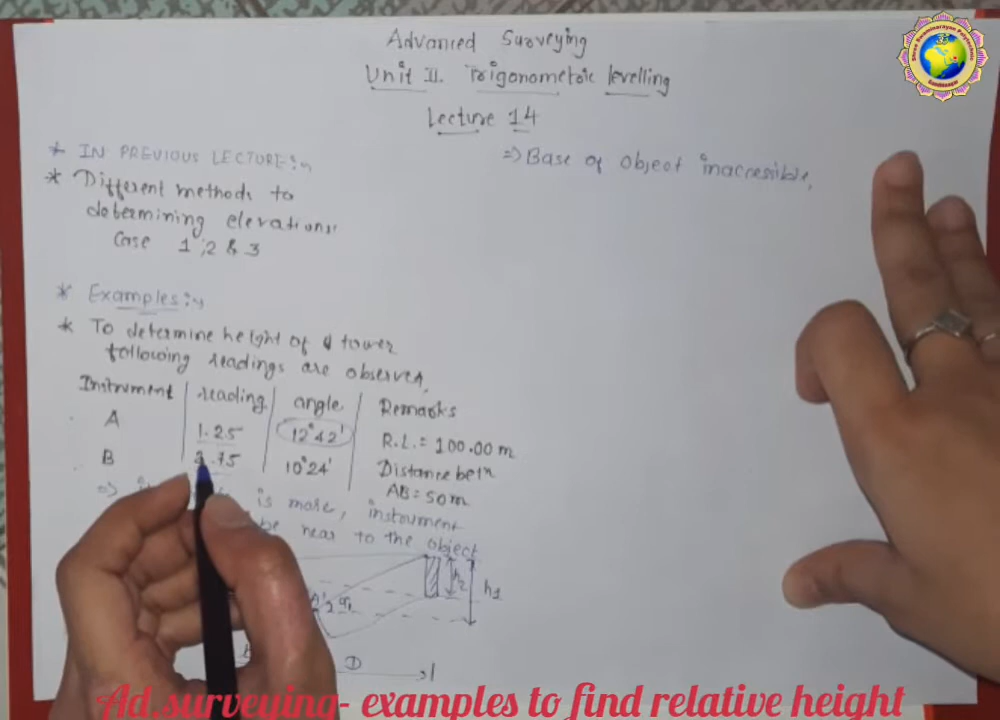 Advanced Surveying
Unit II. Trigonometric levelling
Lecture 14
* IN PREVIOUS LECTURE:-
* Different methods to
determining elevations
Case 1,2 & 3
⇒ Base of object inaccessible,
* Examples:-
* To determine height of tower
following readings are observed,
Instrument reading angle Remarks
A 1.25 12°42' R.L. = 100.00 m
B .75 10°24' Distance betn
AB = 50m
⇒ is more, instrument
be near to the object
h2 h1
D
Ad.surveying- examples to find relative height